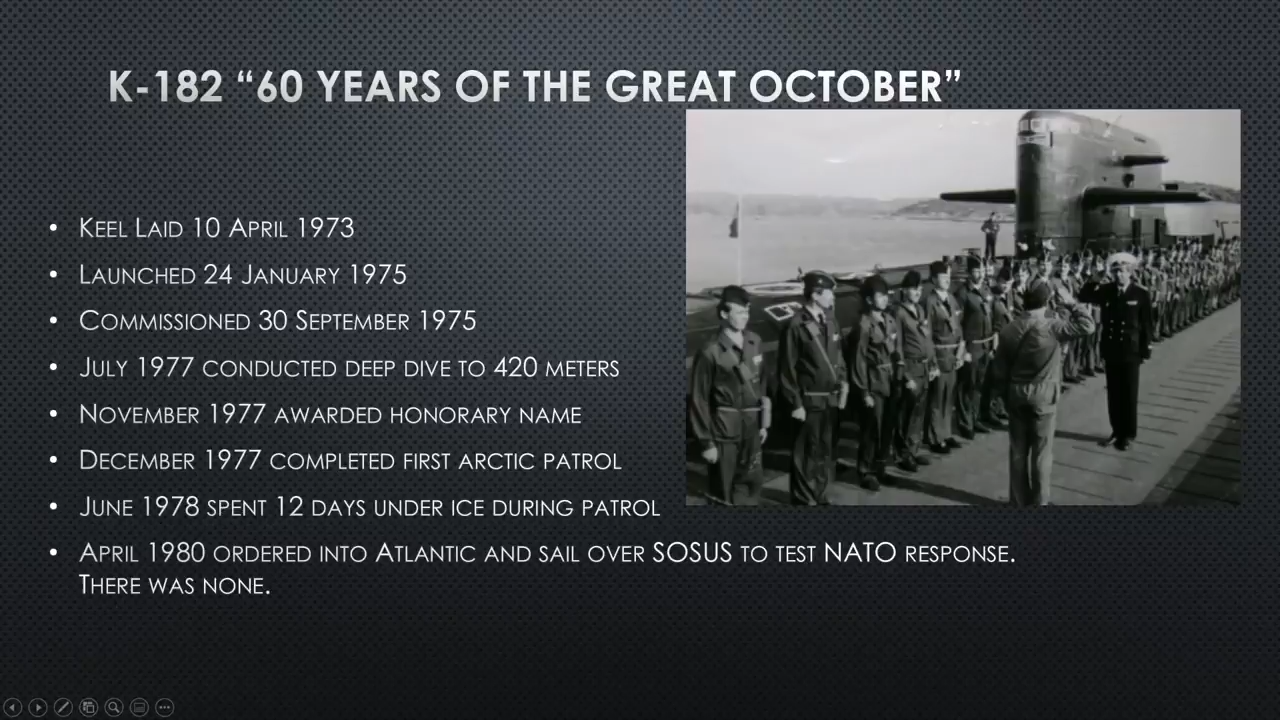 K-182 “60 YEARS OF THE GREAT OCTOBER”
• KEEL LAID 10 APRIL 1973
• LAUNCHED 24 JANUARY 1975
• COMMISSIONED 30 SEPTEMBER 1975
• JULY 1977 CONDUCTED DEEP DIVE TO 420 METERS
• NOVEMBER 1977 AWARDED HONORARY NAME
• DECEMBER 1977 COMPLETED FIRST ARCTIC PATROL
• JUNE 1978 SPENT 12 DAYS UNDER ICE DURING PATROL
• APRIL 1980 ORDERED INTO ATLANTIC AND SAIL OVER SOSUS TO TEST NATO RESPONSE.
THERE WAS NONE.